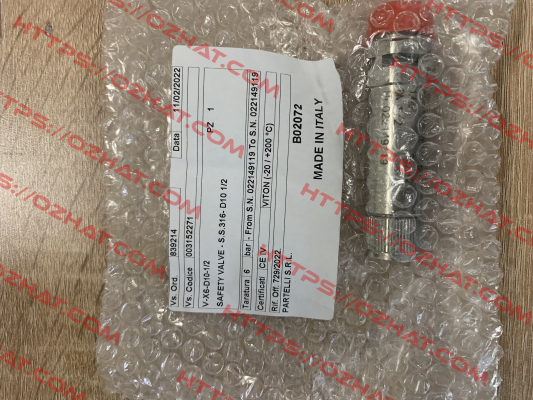 Vs. Ord. 839214 Data 11/02/2022
Vs. Codice 003152271
V-X6-D10-1/2 PZ 1
SAFETY VALVE - S.S.316- D10 1/2
Taratura 6 bar - From S.N. 022149119 To S.N. 022149119
Certificati CE V VITON (-20 / +200 °C)
Rif. Off. 729/2022
PARTELLI S.R.L.
B02072
MADE IN ITALY
HTTPS://OZHAT.COM